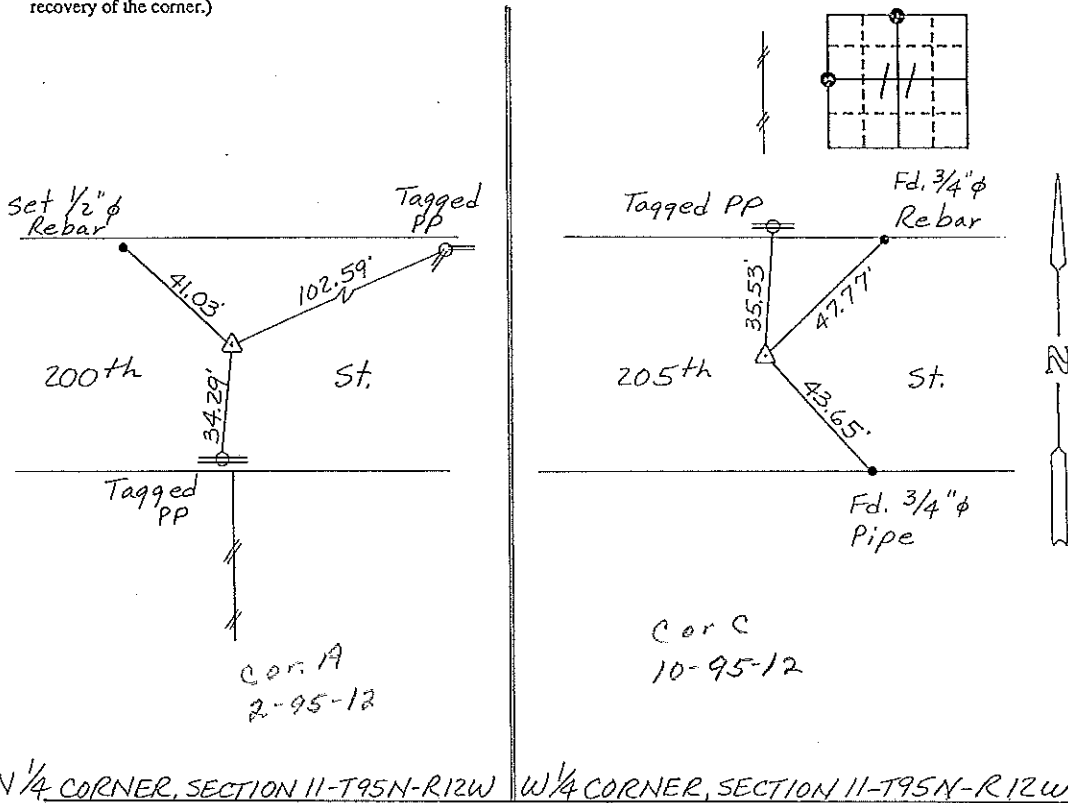 recovery of the corner.)
11
Set 1/2"ϕ
Rebar
Tagged
PP
41.03'
102.59'
200th
St.
34.29'
Tagged
PP
Cor. A
2-95-12
Tagged PP
Fd. 3/4"ϕ
Rebar
35.53'
47.77'
205th
St.
43.65'
Fd. 3/4"ϕ
Pipe
N
Cor C
10-95-12
N 1/4 CORNER, SECTION 11-T95N-R12W
W 1/4 CORNER, SECTION 11-T95N-R12W